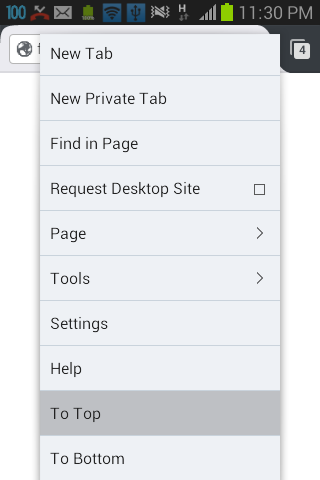 100 H 11:30 PM
f 4
New Tab
New Private Tab
Find in Page
Request Desktop Site
Page
Tools
Settings
Help
To Top
To Bottom